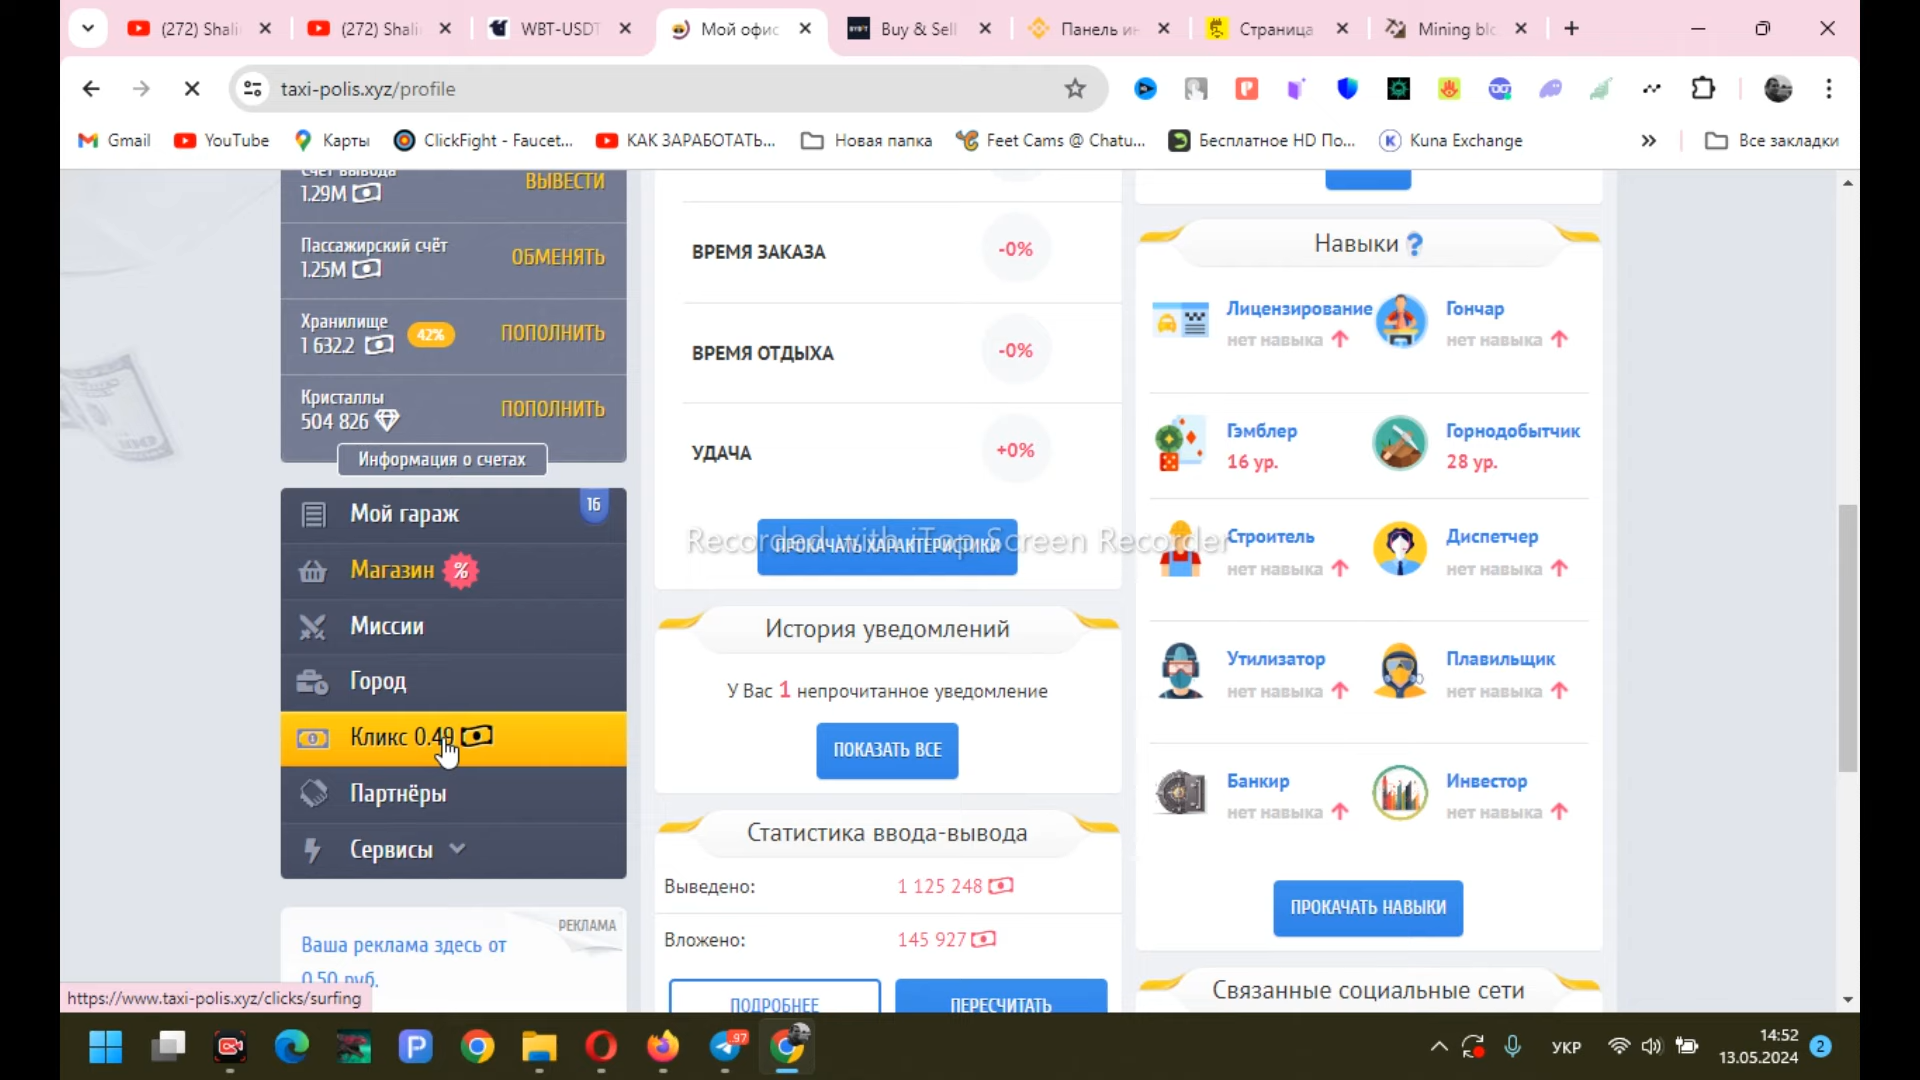 (272) Shali
(272) Shali
WBT-USDT
Мой офис
Buy & Sell
Панель ин
Страница
Mining blo
taxi-polis.xyz/profile
Gmail
YouTube
Карты
ClickFight - Faucet...
КАК ЗАРАБОТАТЬ...
Новая папка
Feet Cams @ Chatu...
Бесплатное HD По...
Kuna Exchange
»
Все закладки
Счёт вывода
1.29M
ВЫВЕСТИ
Пассажирский счёт
1.25M
ОБМЕНЯТЬ
Хранилище
1 632.2
42%
ПОПОЛНИТЬ
Кристаллы
504 826
ПОПОЛНИТЬ
Информация о счетах
Мой гараж
16
Магазин %
Миссии
Город
Кликс 0.49
Партнёры
Сервисы
РЕКЛАМА
Ваша реклама здесь от
0.50 руб.
https://www.taxi-polis.xyz/clicks/surfing
ВРЕМЯ ЗАКАЗА
-0%
ВРЕМЯ ОТДЫХА
-0%
УДАЧА
+0%
ПРОКАЧАТЬ ХАРАКТЕРИСТИКИ
Recorded with iTop Screen Recorder
История уведомлений
У Вас 1 непрочитанное уведомление
ПОКАЗАТЬ ВСЕ
Статистика ввода-вывода
Выведено:
1 125 248
Вложено:
145 927
ПОДРОБНЕЕ
ПЕРЕСЧИТАТЬ
Навыки ?
Лицензирование
нет навыка
Гончар
нет навыка
Гэмблер
16 ур.
Горнодобытчик
28 ур.
Строитель
нет навыка
Диспетчер
нет навыка
Утилизатор
нет навыка
Плавильщик
нет навыка
Банкир
нет навыка
Инвестор
нет навыка
ПРОКАЧАТЬ НАВЫКИ
Связанные социальные сети
97
УКР
14:52
13.05.2024
2